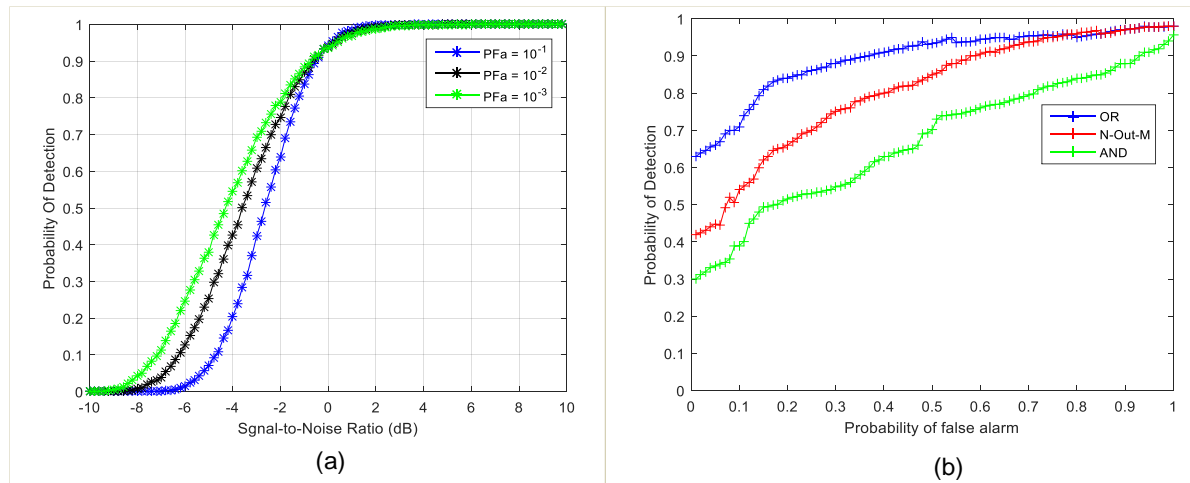 PFa = 10^-1
PFa = 10^-2
PFa = 10^-3
Probability Of Detection
1
0.9
0.8
0.7
0.6
0.5
0.4
0.3
0.2
0.1
0
-10 -8 -6 -4 -2 0 2 4 6 8 10
Sgnal-to-Noise Ratio (dB)
(a)
OR
N-Out-M
AND
Probability of Detection
1
0.9
0.8
0.7
0.6
0.5
0.4
0.3
0.2
0.1
0
0 0.1 0.2 0.3 0.4 0.5 0.6 0.7 0.8 0.9 1
Probability of false alarm
(b)